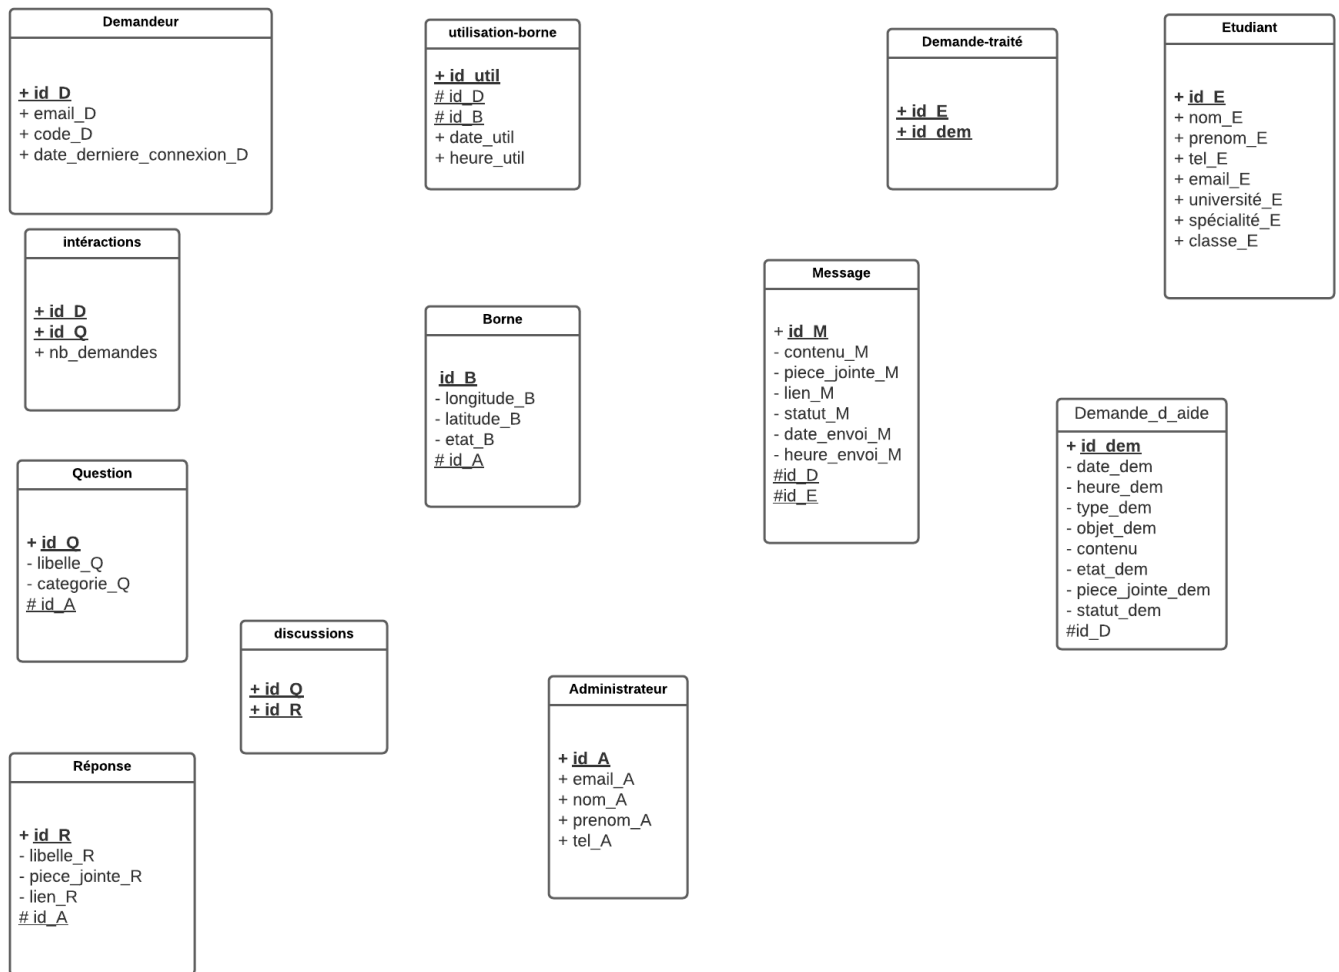 Demandeur
+ id_D
+ email_D
+ code_D
+ date_derniere_connexion_D
utilisation-borne
+ id_util
# id_D
# id_B
+ date_util
+ heure_util
Demande-traité
+ id_E
+ id_dem
Etudiant
+ id_E
+ nom_E
+ prenom_E
+ tel_E
+ email_E
+ université_E
+ spécialité_E
+ classe_E
intéractions
+ id_D
+ id_Q
+ nb_demandes
Borne
id_B
- longitude_B
- latitude_B
- etat_B
# id_A
Message
+ id_M
- contenu_M
- piece_jointe_M
- lien_M
- statut_M
- date_envoi_M
- heure_envoi_M
#id_D
#id_E
Demande_d_aide
+ id_dem
- date_dem
- heure_dem
- type_dem
- objet_dem
- contenu
- etat_dem
- piece_jointe_dem
- statut_dem
#id_D
Question
+ id_Q
- libelle_Q
- categorie_Q
# id_A
discussions
+ id_Q
+ id_R
Administrateur
+ id_A
+ email_A
+ nom_A
+ prenom_A
+ tel_A
Réponse
+ id_R
- libelle_R
- piece_jointe_R
- lien_R
# id_A